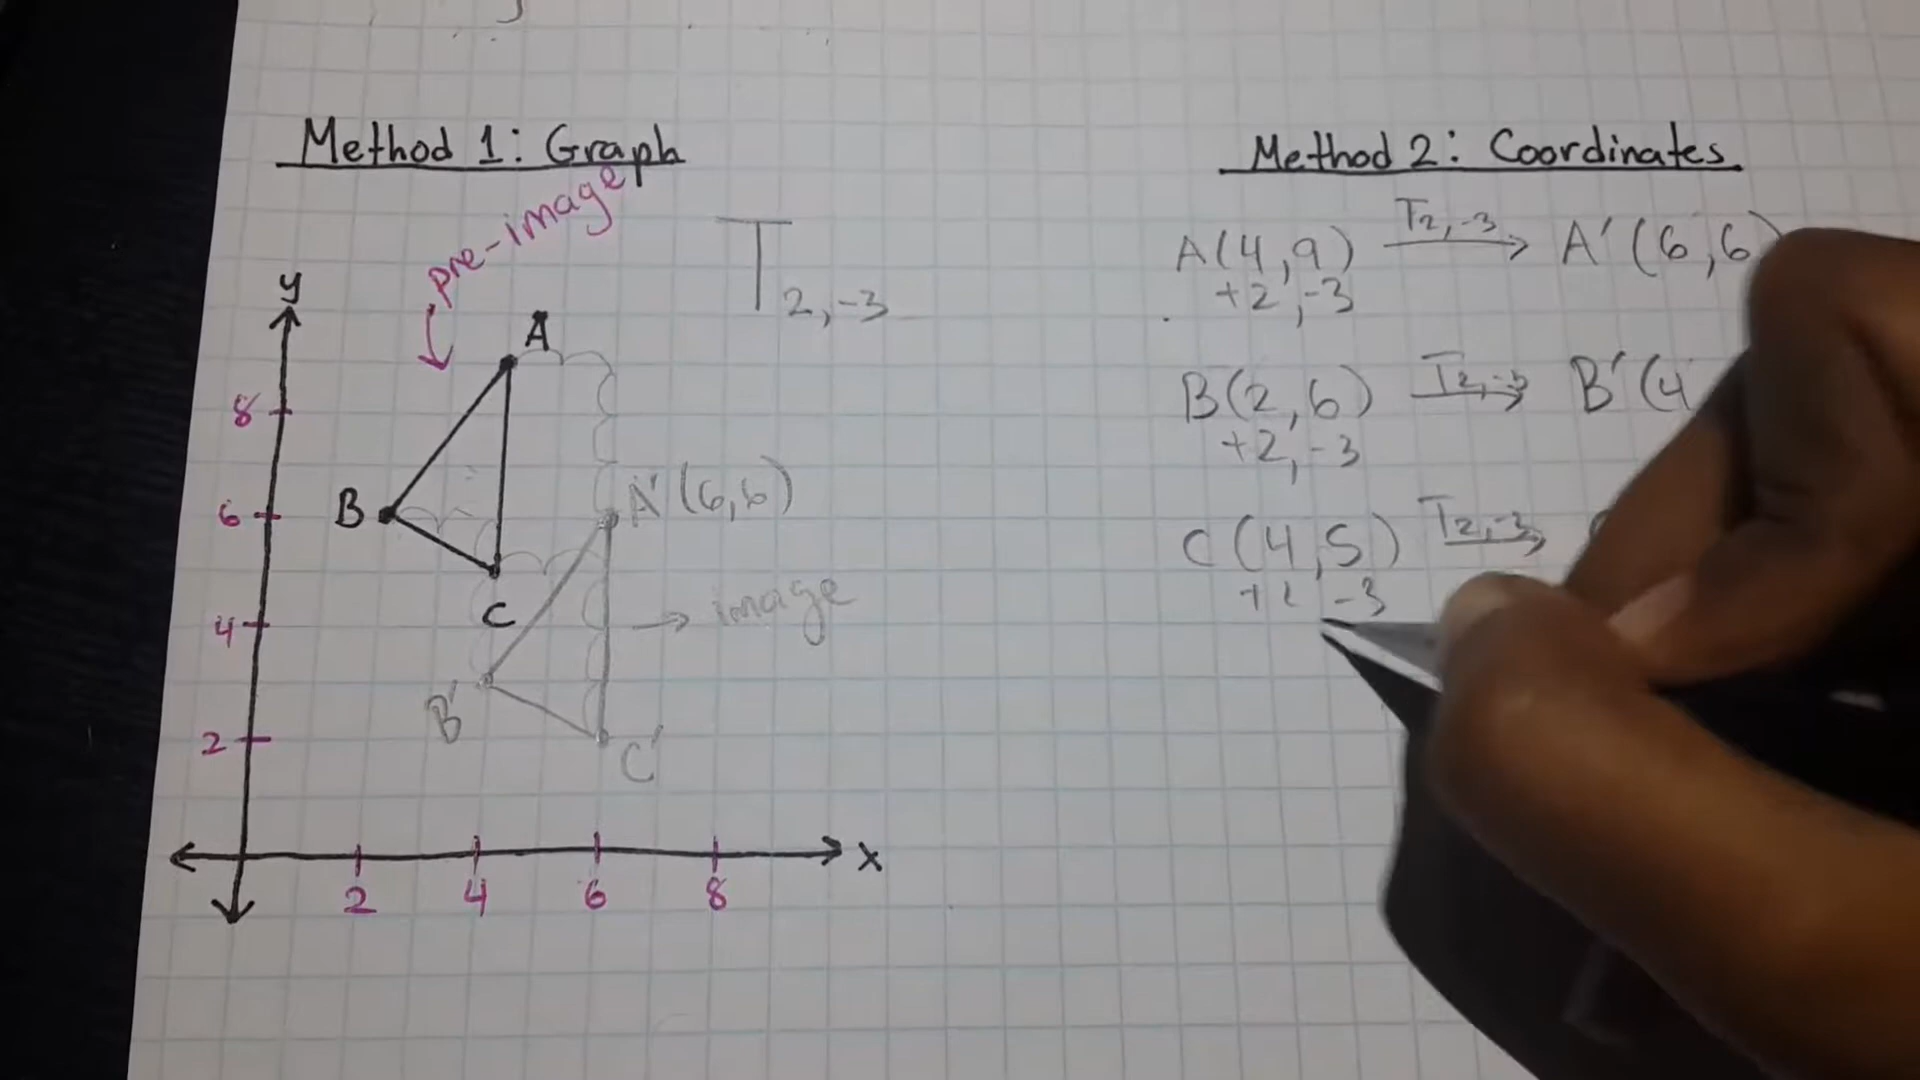 Method 1: Graph
pre-image
T2,-3
y
A
8
B
6
A'(6,6)
C
4
image
B'
2
C'
x
2 4 6 8
Method 2: Coordinates
A(4,9) T2,-3 A'(6,6
+2,-3
B(2,6) T2,-3 B'(4
+2,-3
C(4,5) T2,-3
+2,-3